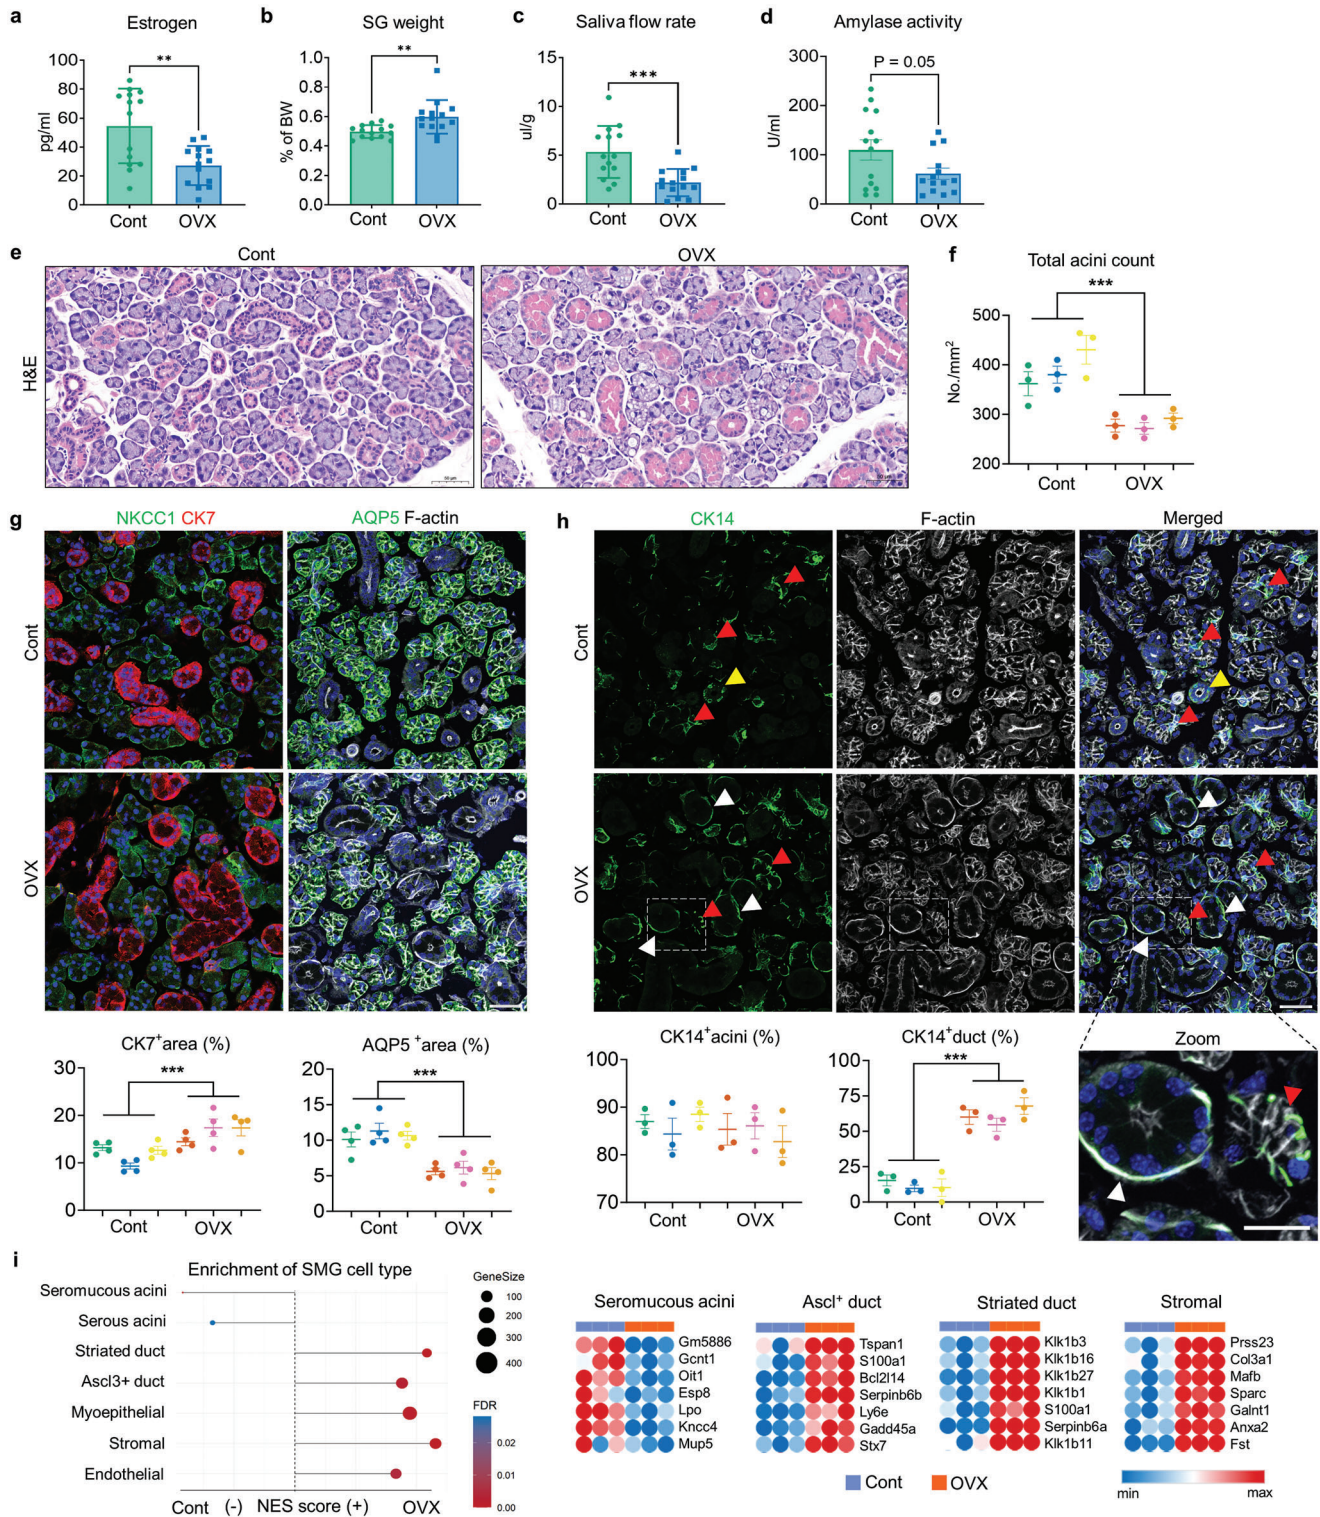 a
Estrogen
pg/ml
100
80
60
40
20
0
**
Cont
OVX
b
SG weight
% of BW
1.0
0.8
0.6
0.4
0.2
0.0
**
Cont
OVX
c
Saliva flow rate
ul/g
15
10
5
0
***
Cont
OVX
d
Amylase activity
U/ml
300
200
100
0
P = 0.05
Cont
OVX
e
Cont
OVX
H&E
f
Total acini count
No./mm²
500
400
300
200
***
Cont
OVX
g
NKCC1 CK7
AQP5 F-actin
Cont
OVX
CK7⁺area (%)
30
20
10
0
***
Cont
OVX
AQP5 ⁺area (%)
20
15
10
5
0
***
Cont
OVX
h
CK14
F-actin
Merged
Cont
OVX
CK14⁺acini (%)
100
90
80
70
Cont
OVX
CK14⁺duct (%)
100
75
50
25
0
***
Cont
OVX
Zoom
i
Enrichment of SMG cell type
Seromucous acini
Serous acini
Striated duct
Ascl3+ duct
Myoepithelial
Stromal
Endothelial
Cont (-) NES score (+) OVX
GeneSize
100
200
300
400
FDR
0.02
0.01
0.00
Seromucous acini
Gm5886
Gcnt1
Oit1
Esp8
Lpo
Kncc4
Mup5
Ascl⁺ duct
Tspan1
S100a1
Bcl2l14
Serpinb6b
Ly6e
Gadd45a
Stx7
Striated duct
Klk1b3
Klk1b16
Klk1b27
Klk1b1
S100a1
Serpinb6a
Klk1b11
Stromal
Prss23
Col3a1
Mafb
Sparc
Galnt1
Anxa2
Fst
Cont
OVX
min
max